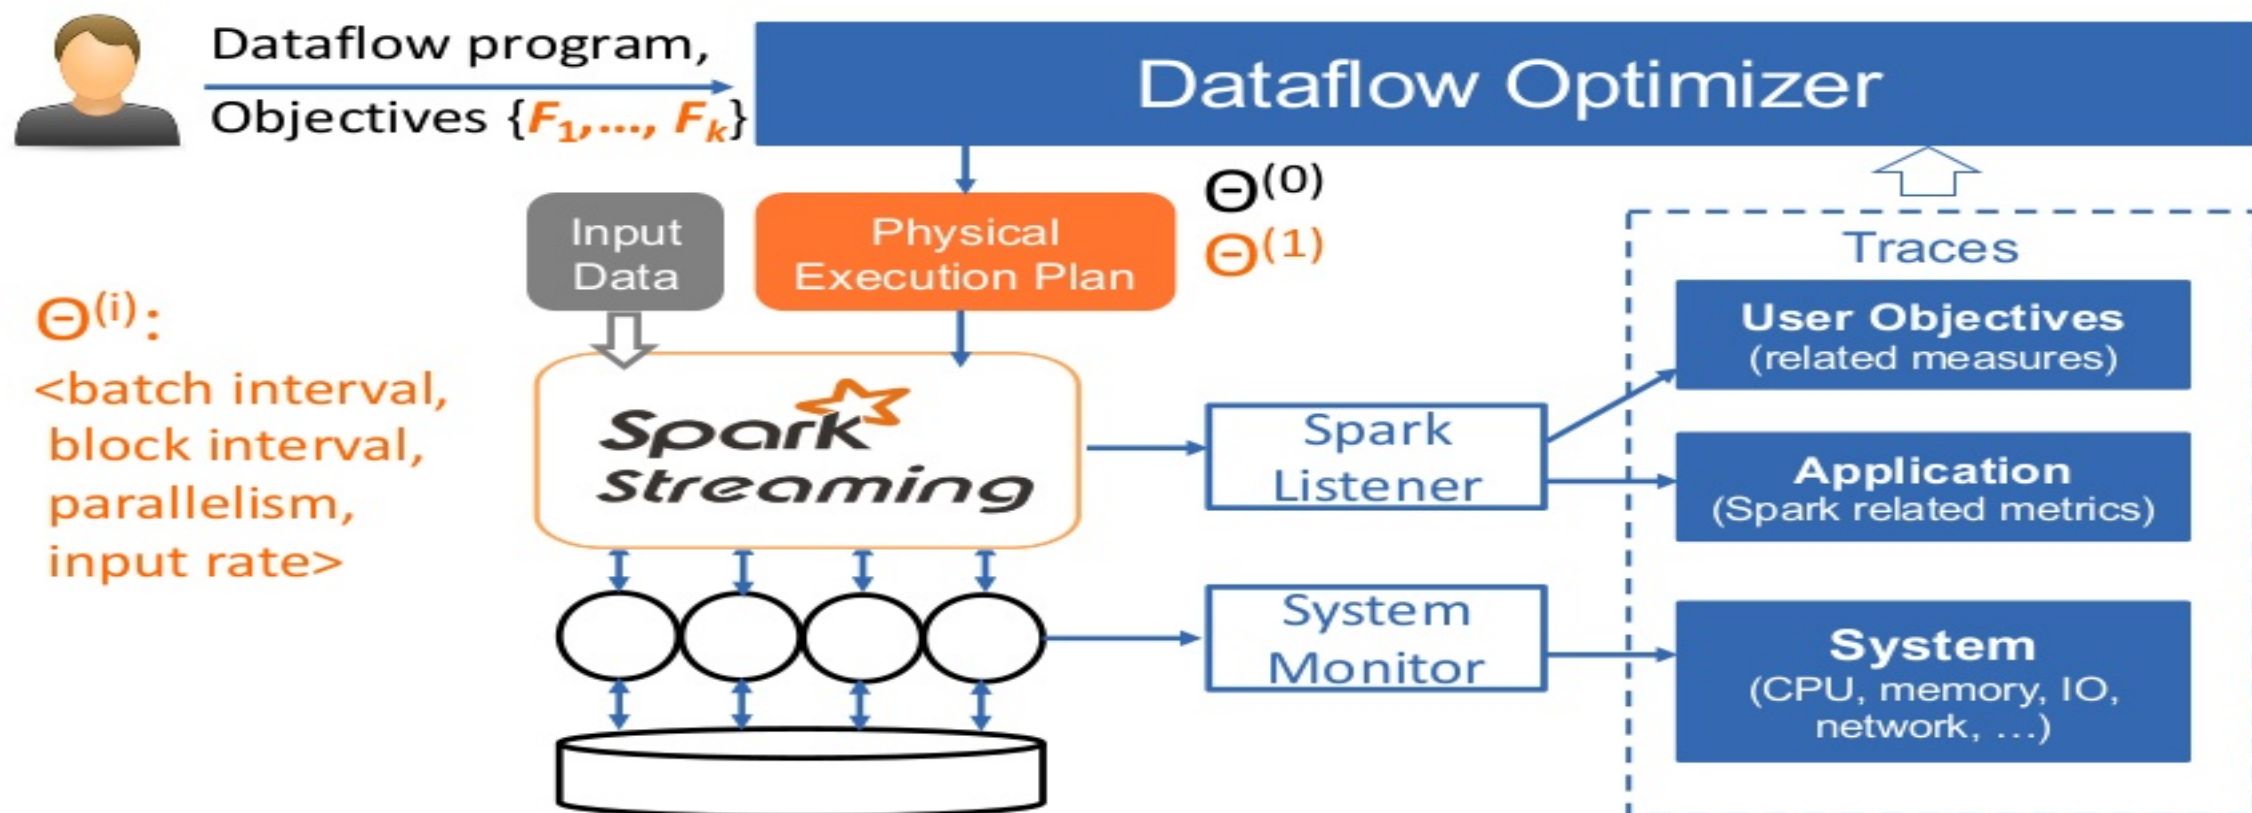 Dataflow program,
Objectives {F₁,..., Fₖ}
Dataflow Optimizer
Input
Data
Physical
Execution Plan
Θ⁽⁰⁾
Θ⁽¹⁾
Θ⁽ⁱ⁾:
<batch interval,
block interval,
parallelism,
input rate>
Spark
Streaming
Spark
Listener
System
Monitor
Traces
User Objectives
(related measures)
Application
(Spark related metrics)
System
(CPU, memory, IO,
network, ...)